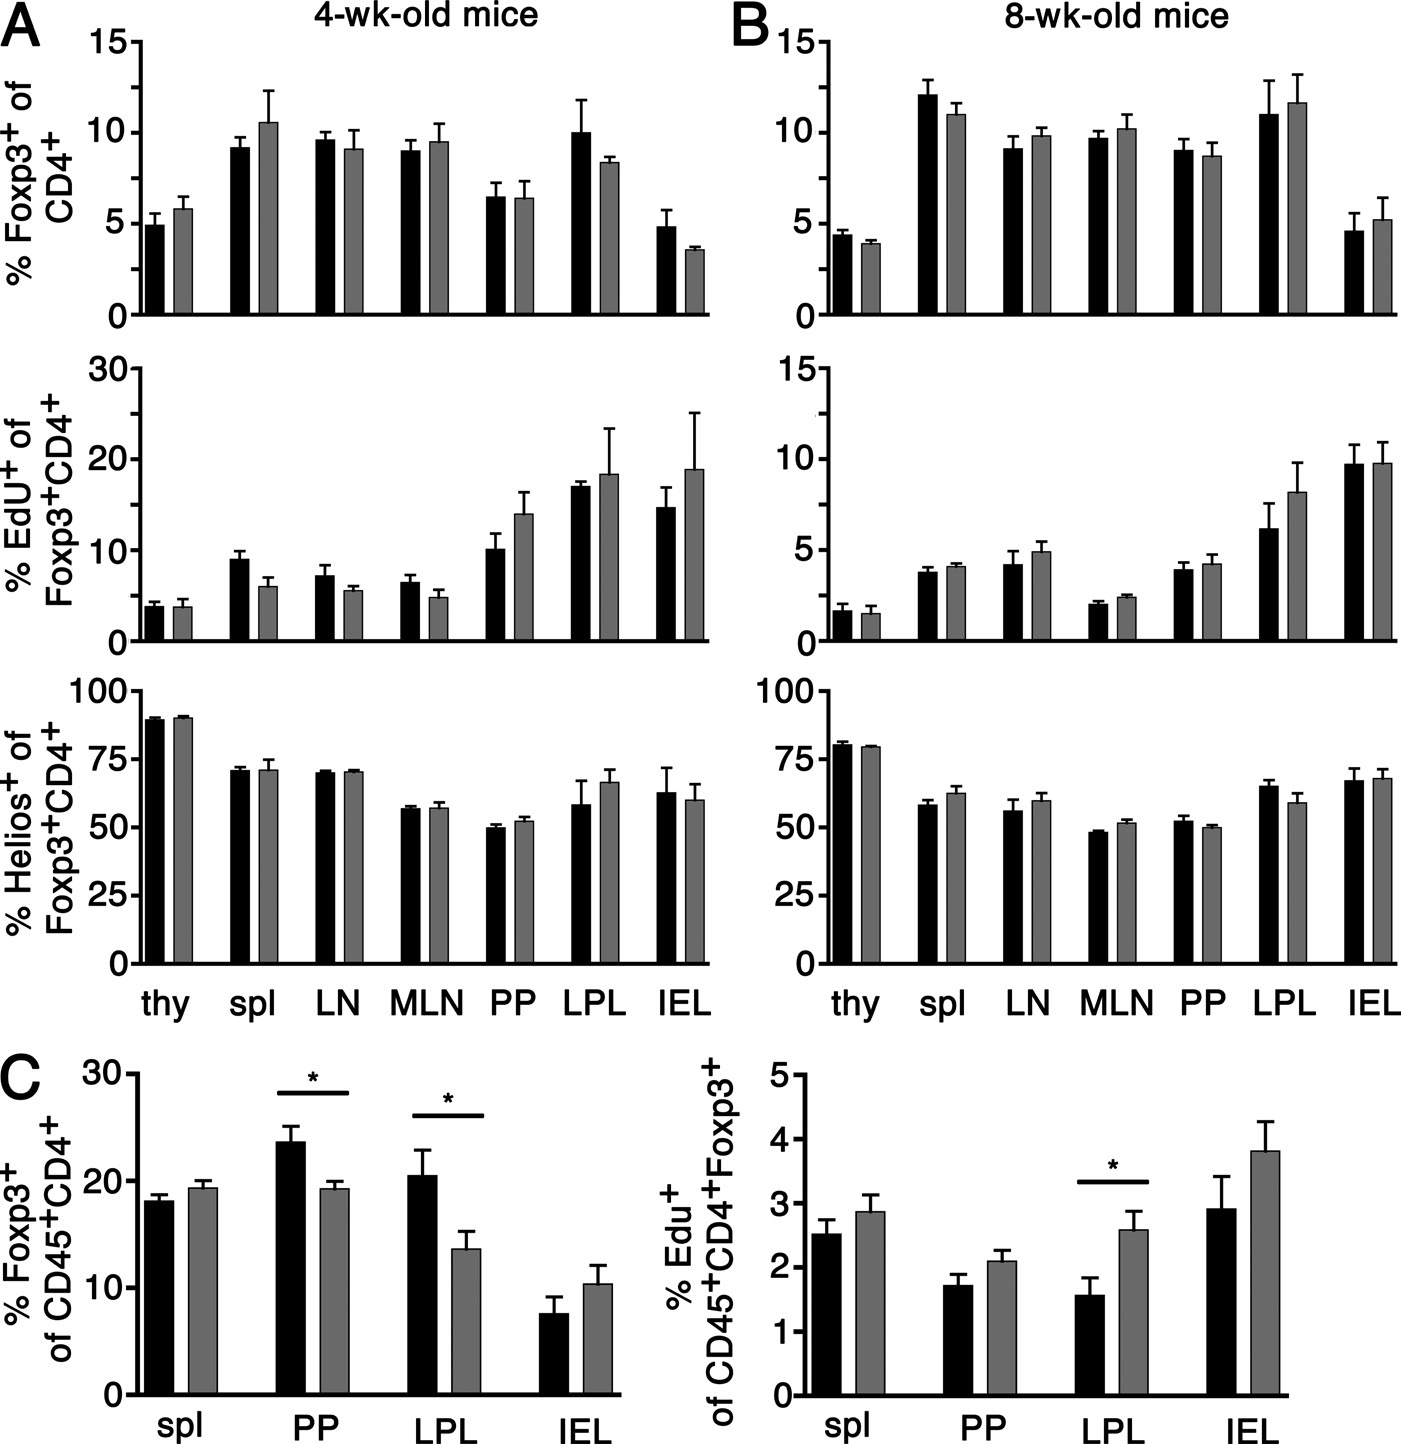 A
4-wk-old mice
B
8-wk-old mice
% Foxp3+ of
CD4+
15
10
5
0
15
10
5
0
% EdU+ of
Foxp3+CD4+
30
20
10
0
15
10
5
0
% Helios+ of
Foxp3+CD4+
100
75
50
25
0
100
75
50
25
0
thy spl LN MLN PP LPL IEL
thy spl LN MLN PP LPL IEL
C
% Foxp3+
of CD45+CD4+
30
20
10
0
* *
spl PP LPL IEL
% Edu+
of CD45+CD4+Foxp3+
5
4
3
2
1
0
*
spl PP LPL IEL